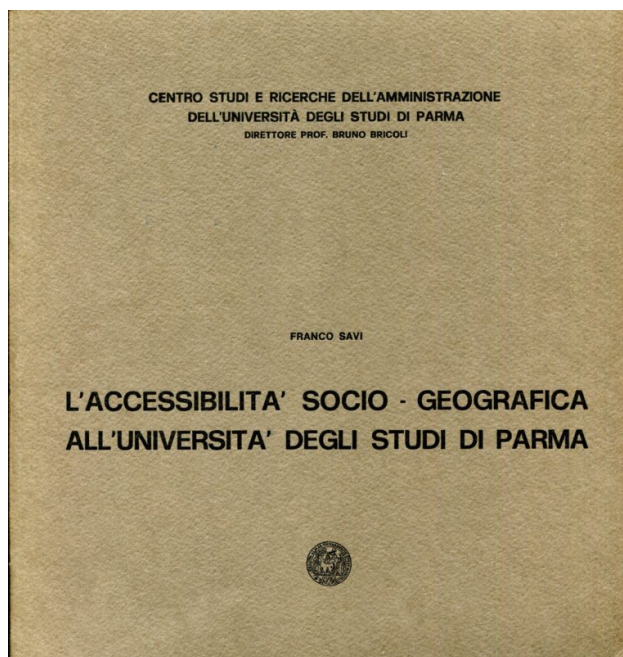 CENTRO STUDI E RICERCHE DELL'AMMINISTRAZIONE
DELL'UNIVERSITÀ DEGLI STUDI DI PARMA
DIRETTORE PROF. BRUNO BRICOLI
FRANCO SAVI
L'ACCESSIBILITA' SOCIO - GEOGRAFICA
ALL'UNIVERSITA' DEGLI STUDI DI PARMA